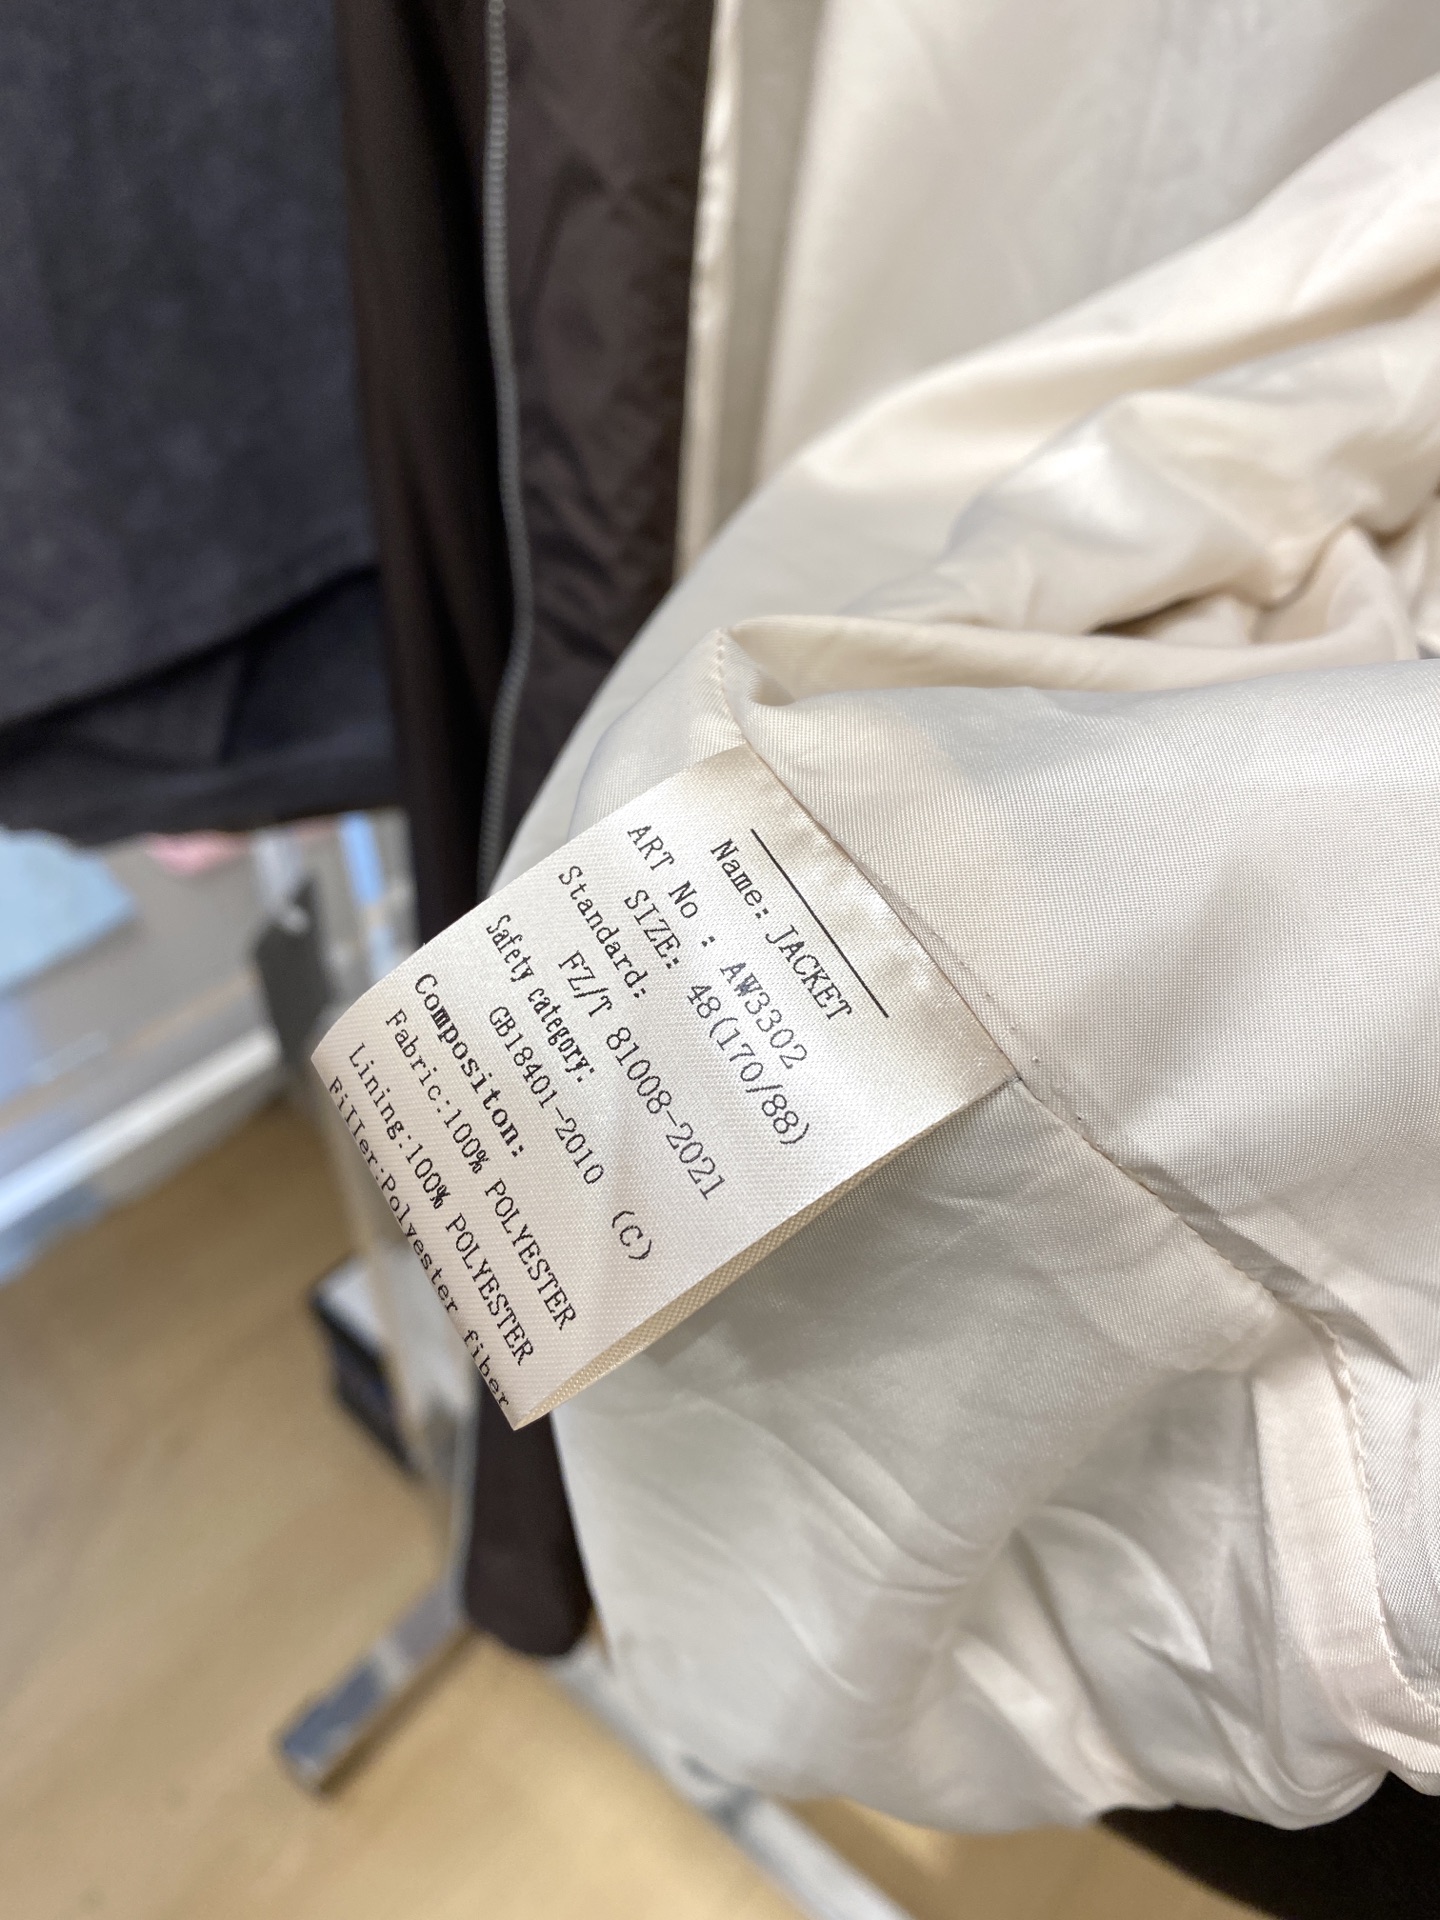 Name: JACKET
ART No : AW3302
SIZE: 48(170/88)
Standard:
FZ/T 81008-2021
Safety category:
GB18401-2010 (C)
Compositon:
Fabric:100% POLYESTER
Lining:100% POLYESTER
Filler:Polyester fiber